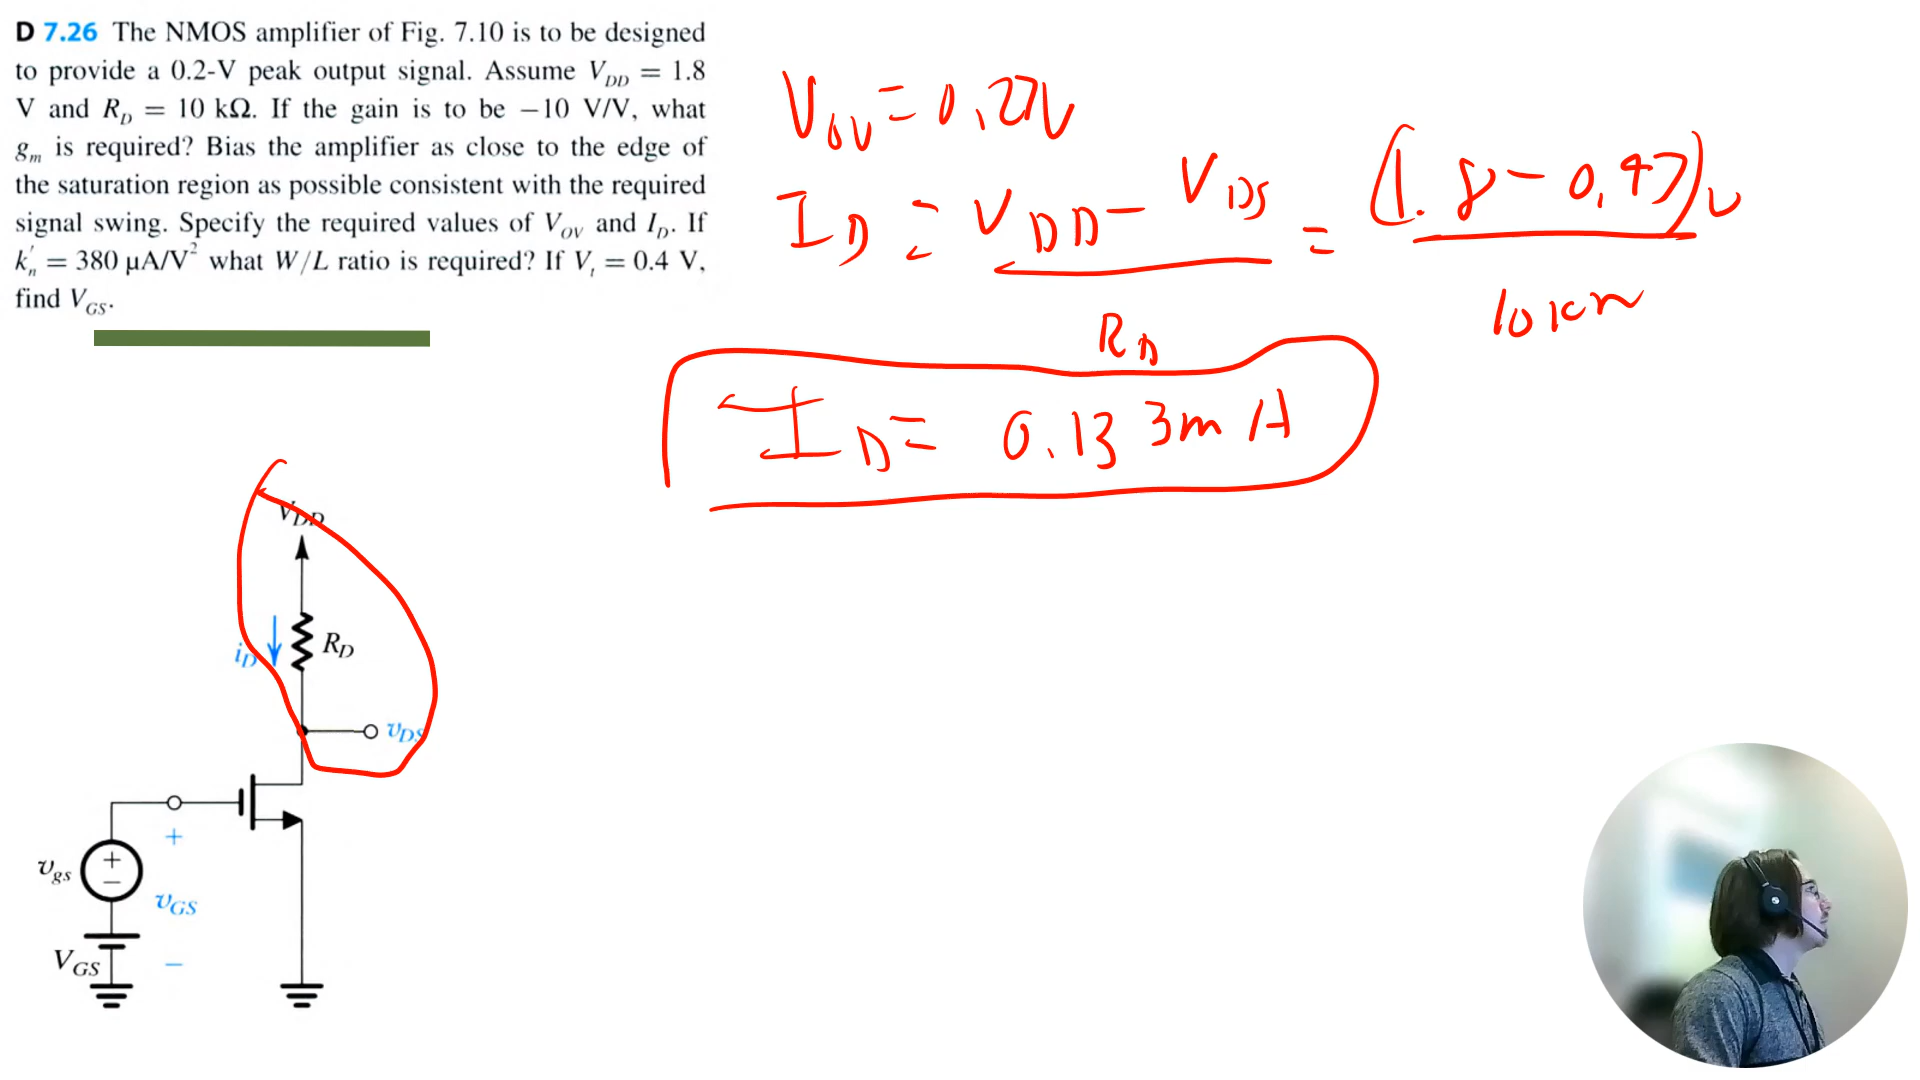 D 7.26 The NMOS amplifier of Fig. 7.10 is to be designed
to provide a 0.2-V peak output signal. Assume V_DD = 1.8
V and R_D = 10 kΩ. If the gain is to be −10 V/V, what
g_m is required? Bias the amplifier as close to the edge of
the saturation region as possible consistent with the required
signal swing. Specify the required values of V_OV and I_D. If
k'_n = 380 μA/V² what W/L ratio is required? If V_t = 0.4 V,
find V_GS.
V_OV = 0.27V
I_D = (V_DD − V_DS)/R_D = (1.8 − 0.47)V/10kΩ
I_D = 0.133mA
V_DD
i_D
R_D
v_DS
+
v_gs
+
−
v_GS
V_GS
−